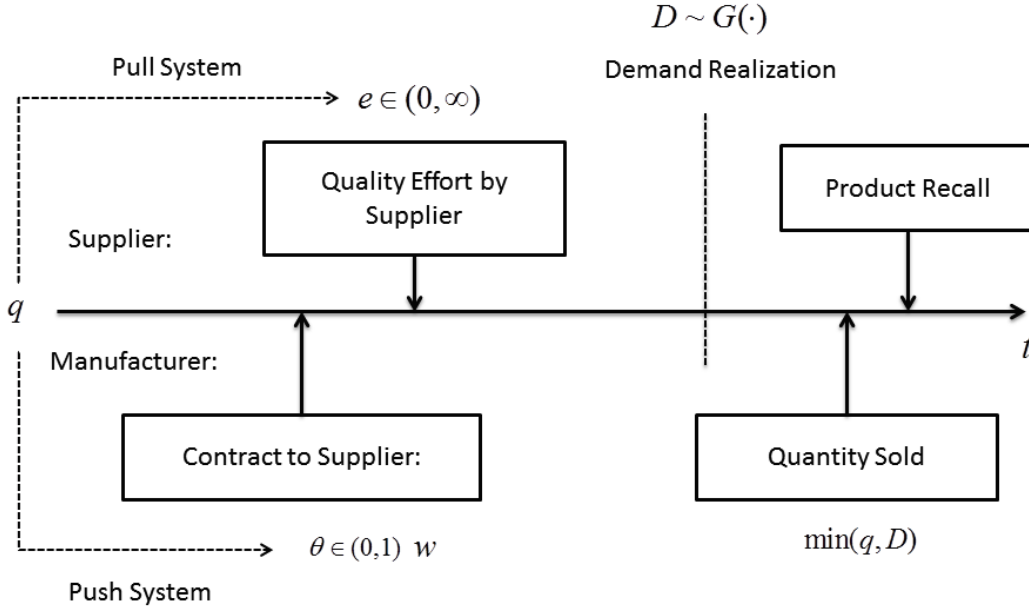 D ~ G(·)
Pull System
Demand Realization
e ∈ (0, ∞)
Quality Effort by
Supplier
Product Recall
Supplier:
q
t
Manufacturer:
Contract to Supplier:
Quantity Sold
θ ∈ (0,1) w
min(q, D)
Push System